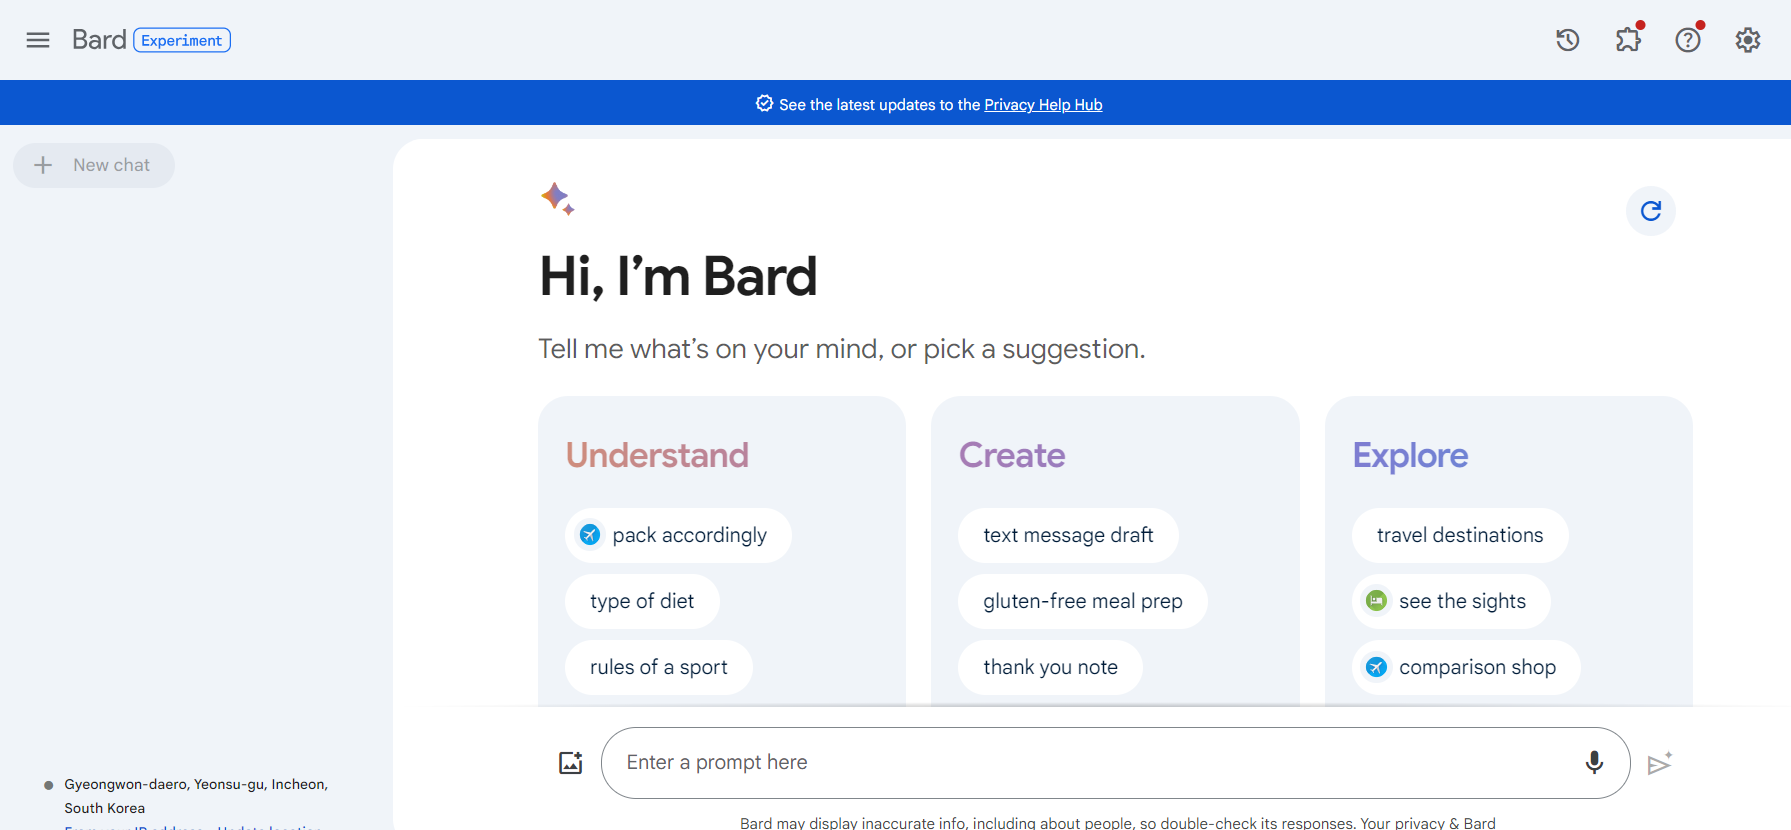 Bard Experiment
See the latest updates to the Privacy Help Hub
New chat
Hi, I’m Bard
Tell me what’s on your mind, or pick a suggestion.
Understand
pack accordingly
type of diet
rules of a sport
Create
text message draft
gluten-free meal prep
thank you note
Explore
travel destinations
see the sights
comparison shop
Enter a prompt here
Gyeongwon-daero, Yeonsu-gu, Incheon,
South Korea
Bard may display inaccurate info, including about people, so double-check its responses. Your privacy & Bard